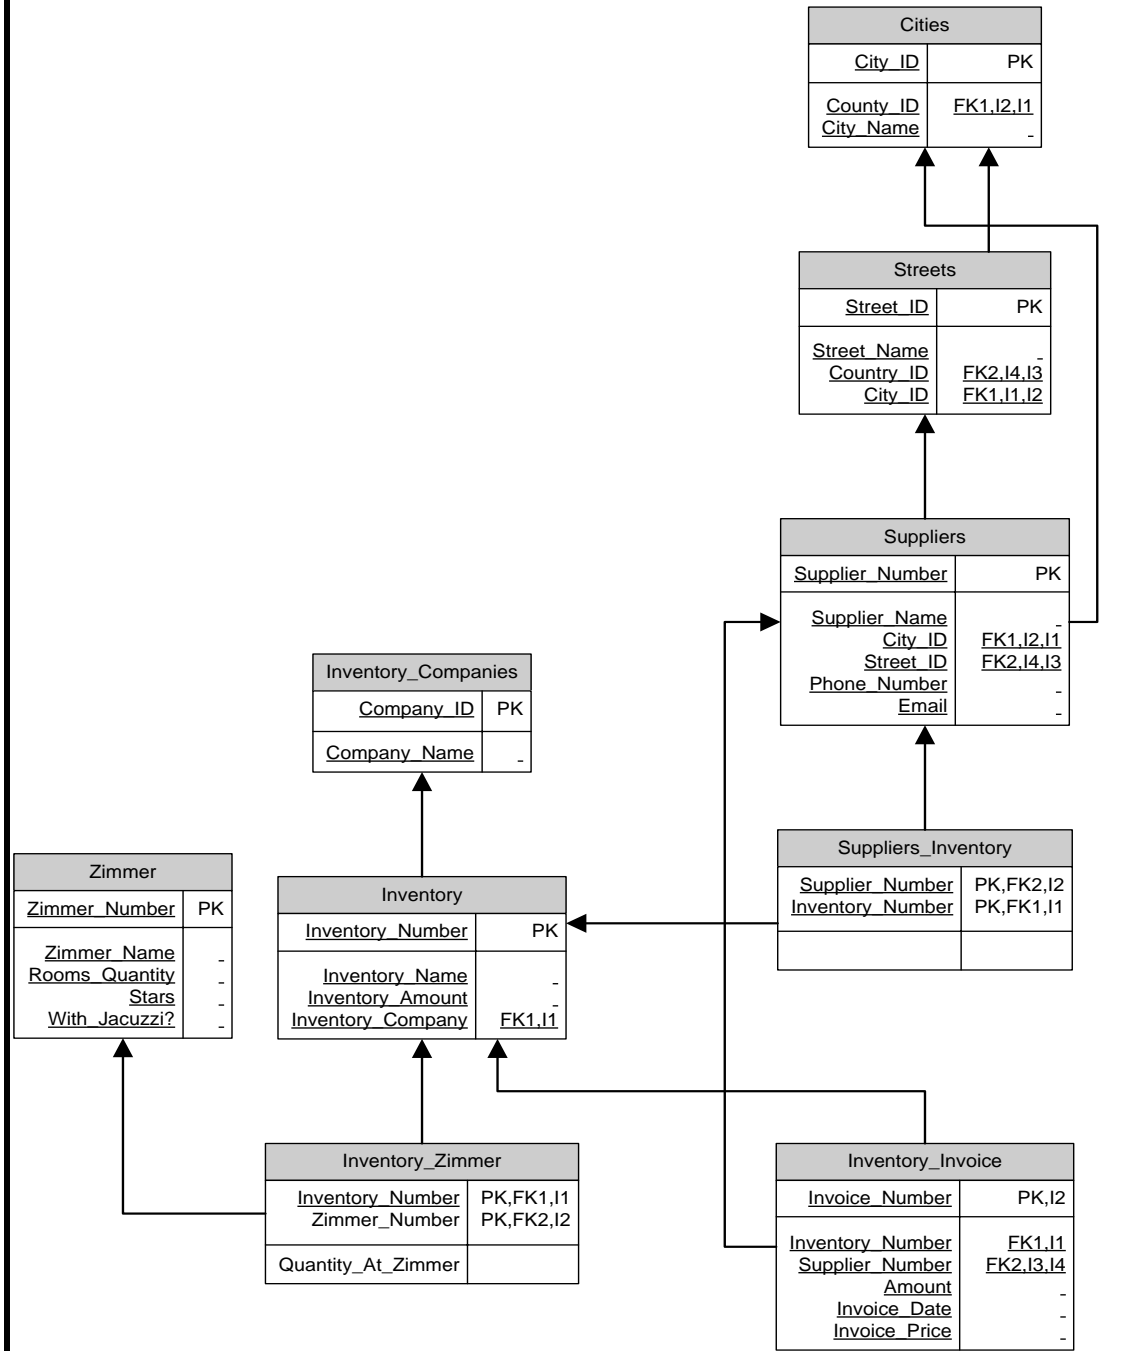 Cities
City_ID PK
County_ID FK1,I2,I1
City_Name -
Streets
Street_ID PK
Street_Name -
Country_ID FK2,I4,I3
City_ID FK1,I1,I2
Suppliers
Supplier_Number PK
Supplier_Name -
City_ID FK1,I2,I1
Street_ID FK2,I4,I3
Phone_Number -
Email -
Inventory_Companies
Company_ID PK
Company_Name -
Suppliers_Inventory
Supplier_Number PK,FK2,I2
Inventory_Number PK,FK1,I1
Zimmer
Zimmer_Number PK
Zimmer_Name -
Rooms_Quantity -
Stars -
With_Jacuzzi? -
Inventory
Inventory_Number PK
Inventory_Name -
Inventory_Amount -
Inventory_Company FK1,I1
Inventory_Zimmer
Inventory_Number PK,FK1,I1
Zimmer_Number PK,FK2,I2
Quantity_At_Zimmer
Inventory_Invoice
Invoice_Number PK,I2
Inventory_Number FK1,I1
Supplier_Number FK2,I3,I4
Amount -
Invoice_Date -
Invoice_Price -